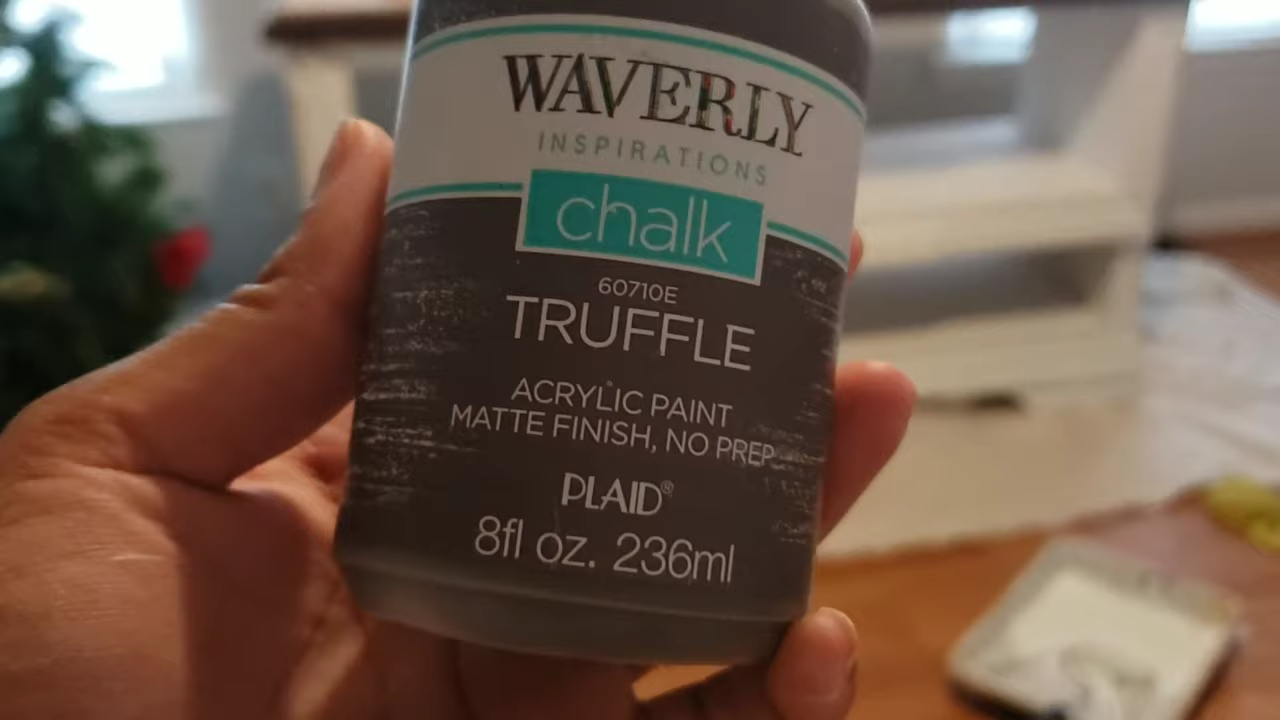 WAVERLY
INSPIRATIONS
chalk
60710E
TRUFFLE
ACRYLIC PAINT
MATTE FINISH, NO PREP
PLAID®
8fl oz. 236ml